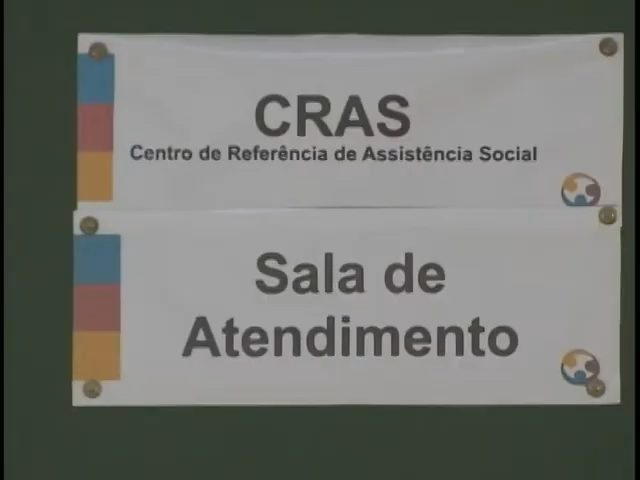 CRAS
Centro de Referência de Assistência Social
Sala de
Atendimento